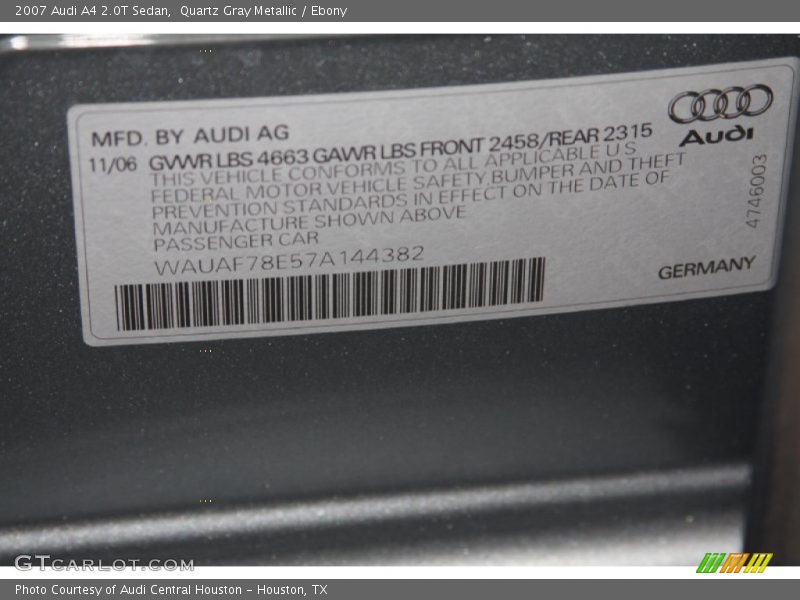 2007 Audi A4 2.0T Sedan,  Quartz Gray Metallic / Ebony
Audi
MFD. BY AUDI AG
11/06 GVWR LBS 4663 GAWR LBS FRONT 2458/REAR 2315
THIS VEHICLE CONFORMS TO ALL APPLICABLE U S
FEDERAL MOTOR VEHICLE SAFETY BUMPER AND THEFT
PREVENTION STANDARDS IN EFFECT ON THE DATE OF
MANUFACTURE SHOWN ABOVE
PASSENGER CAR
WAUAF78E57A144382
4746003
GERMANY
GTCARLOT.COM
Photo Courtesy of Audi Central Houston - Houston, TX